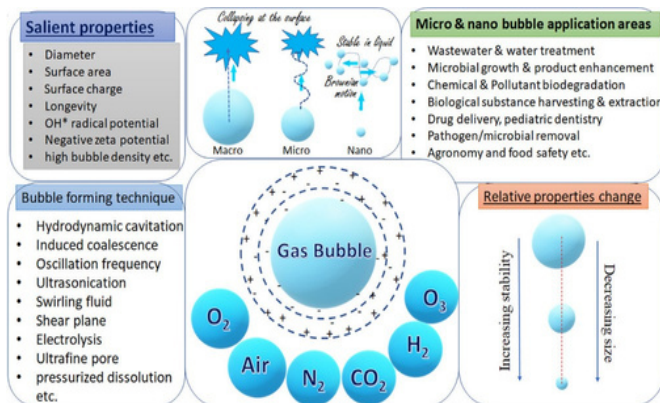 Salient properties
• Diameter
• Surface area
• Surface charge
• Longevity
• OH* radical potential
• Negative zeta potential
• high bubble density etc.
Collapsing at the surface
Stable in liquid
Brownian
motion
Macro
Micro
Nano
Micro & nano bubble application areas
• Wastewater & water treatment
• Microbial growth & product enhancement
• Chemical & Pollutant biodegradation
• Biological substance harvesting & extraction
• Drug delivery, pediatric dentistry
• Pathogen/microbial removal
• Agronomy and food safety etc.
Bubble forming technique
• Hydrodynamic cavitation
• Induced coalescence
• Oscillation frequency
• Ultrasonication
• Swirling fluid
• Shear plane
• Electrolysis
• Ultrafine pore
• pressurized dissolution
etc.
Gas Bubble
O₂
Air
N₂
CO₂
H₂
O₃
Relative properties change
Increasing stability
Decreasing size